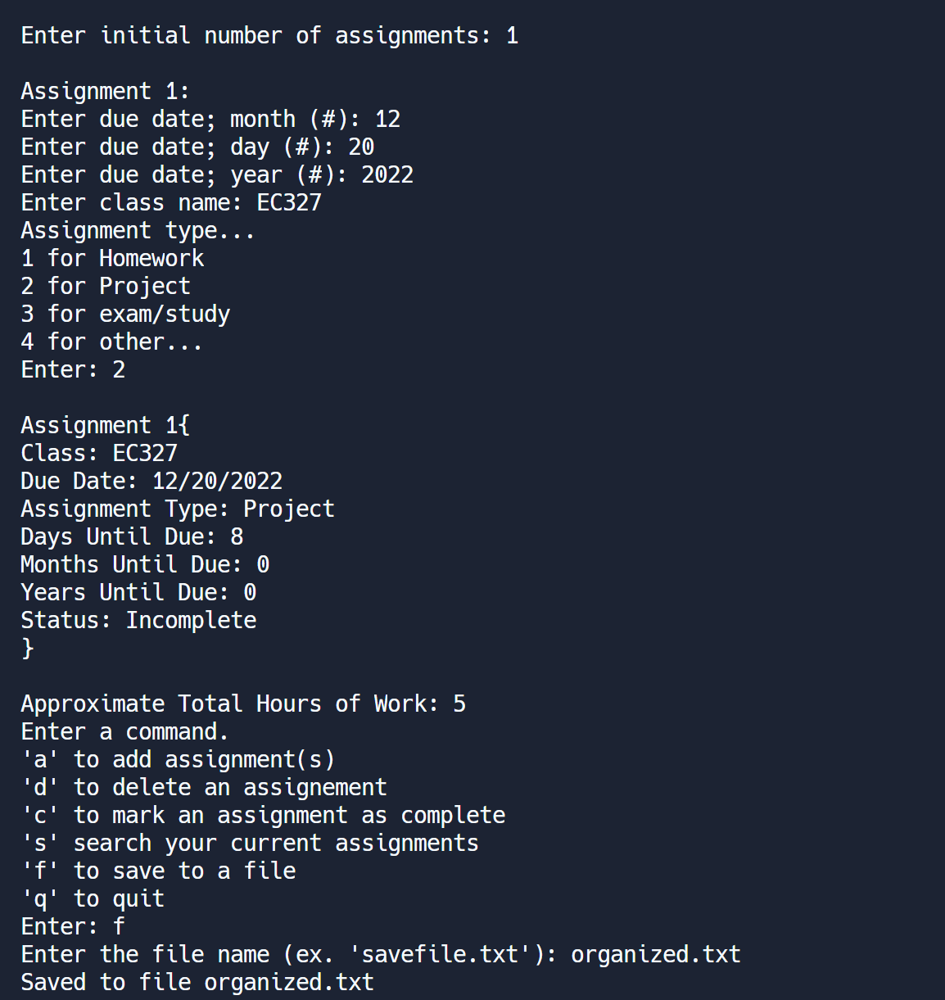 Enter initial number of assignments: 1
Assignment 1:
Enter due date; month (#): 12
Enter due date; day (#): 20
Enter due date; year (#): 2022
Enter class name: EC327
Assignment type...
1 for Homework
2 for Project
3 for exam/study
4 for other...
Enter: 2
Assignment 1{
Class: EC327
Due Date: 12/20/2022
Assignment Type: Project
Days Until Due: 8
Months Until Due: 0
Years Until Due: 0
Status: Incomplete
}
Approximate Total Hours of Work: 5
Enter a command.
'a' to add assignment(s)
'd' to delete an assignement
'c' to mark an assignment as complete
's' search your current assignments
'f' to save to a file
'q' to quit
Enter: f
Enter the file name (ex. 'savefile.txt'): organized.txt
Saved to file organized.txt